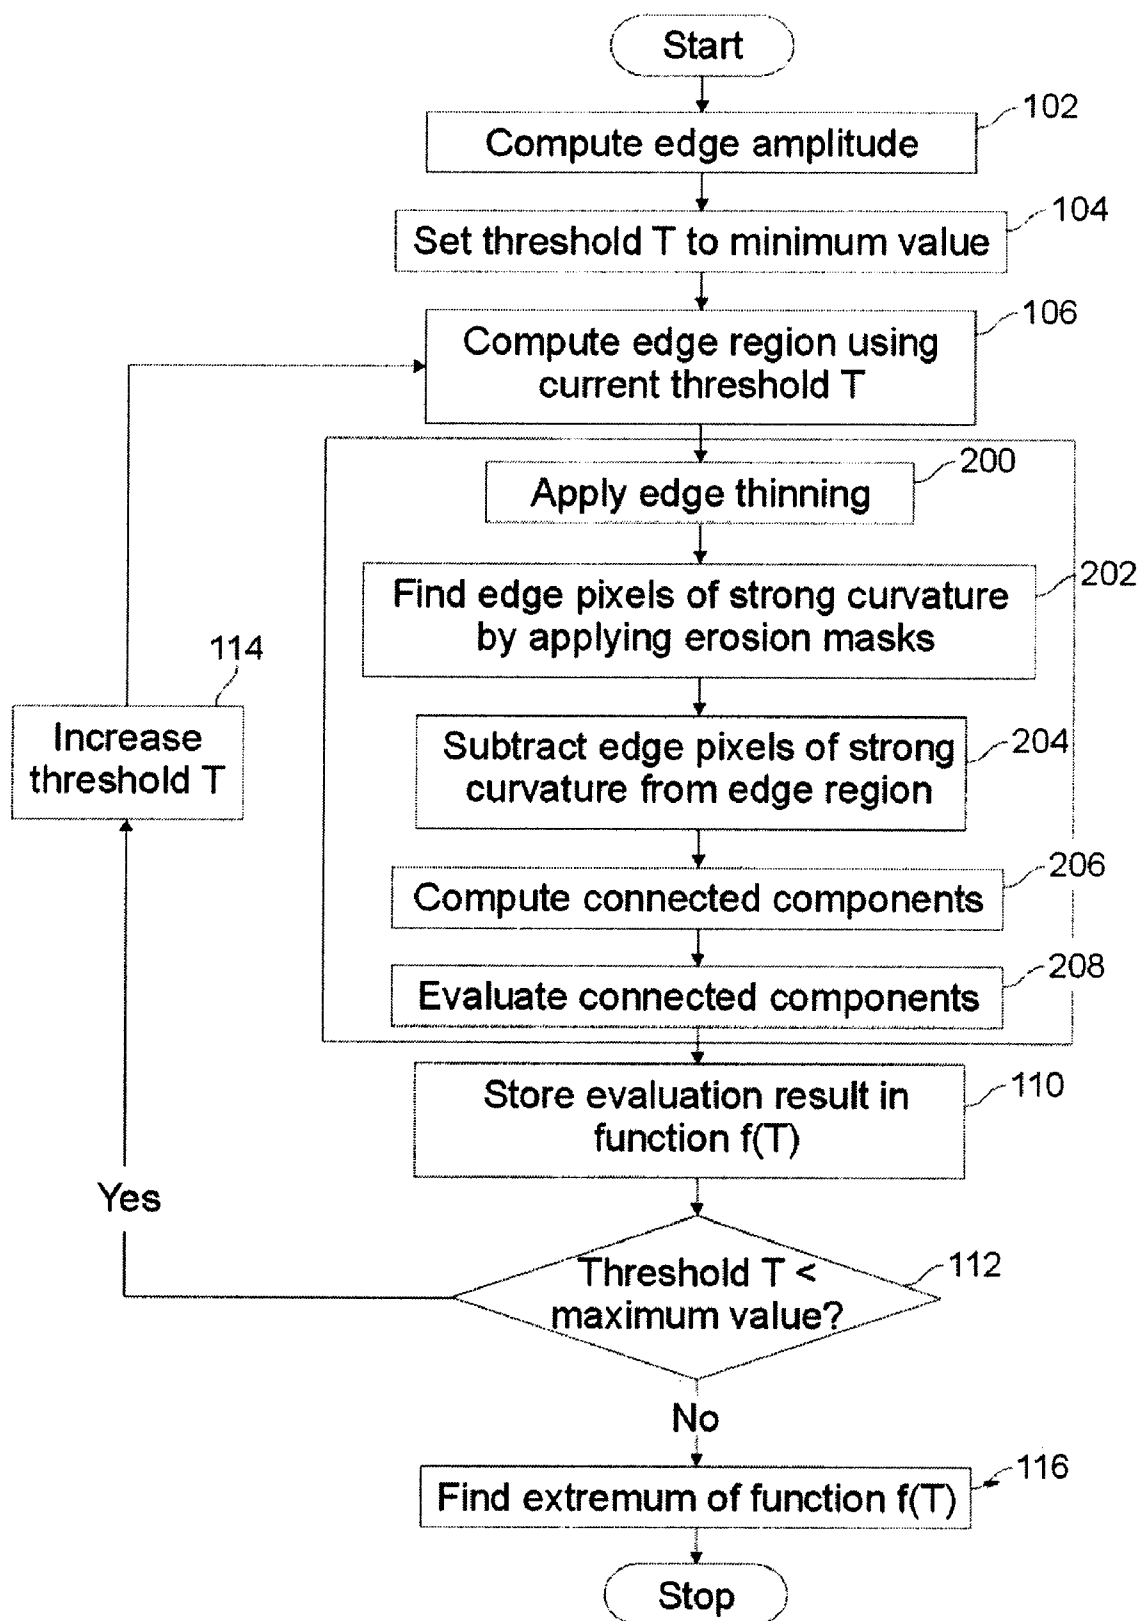 Start
102
Compute edge amplitude
104
Set threshold T to minimum value
106
Compute edge region using
current threshold T
200
Apply edge thinning
202
Find edge pixels of strong curvature
by applying erosion masks
114
Increase
threshold T
204
Subtract edge pixels of strong
curvature from edge region
206
Compute connected components
208
Evaluate connected components
110
Store evaluation result in
function f(T)
Yes
112
Threshold T <
maximum value?
No
116
Find extremum of function f(T)
Stop